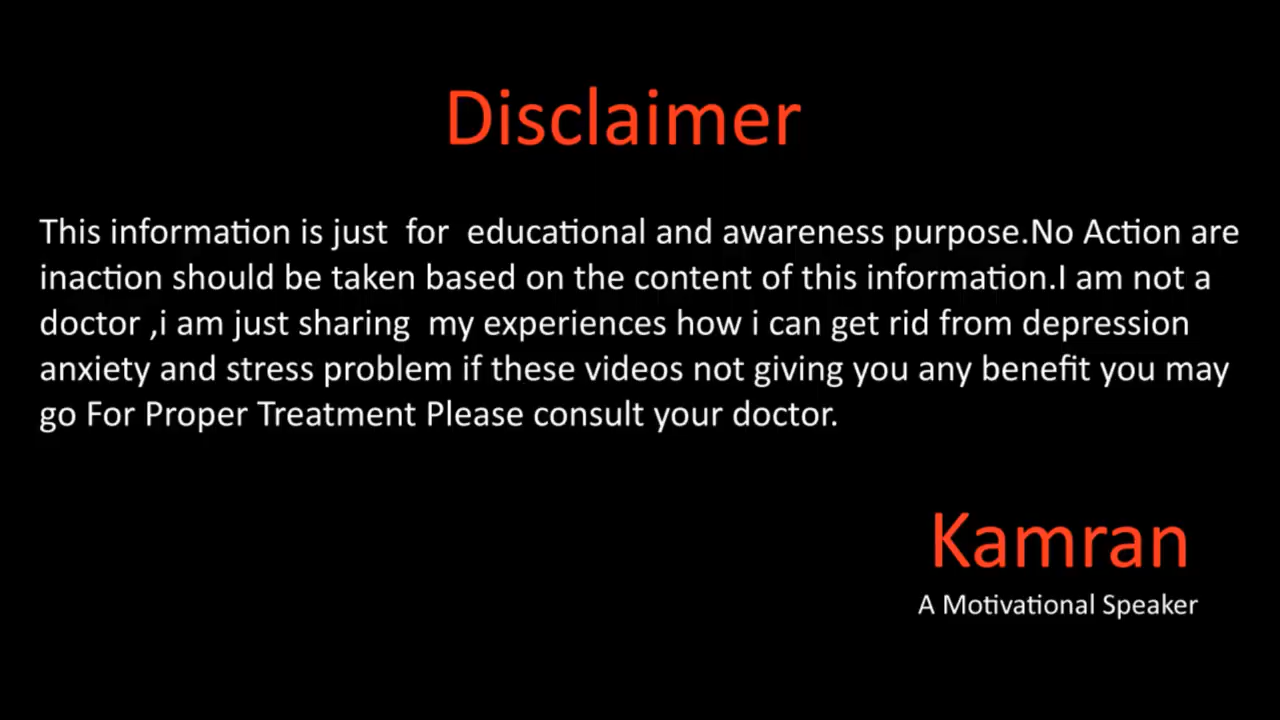 Disclaimer
This information is just for educational and awareness purpose.No Action are
inaction should be taken based on the content of this information.I am not a
doctor ,i am just sharing my experiences how i can get rid from depression
anxiety and stress problem if these videos not giving you any benefit you may
go For Proper Treatment Please consult your doctor.
Kamran
A Motivational Speaker